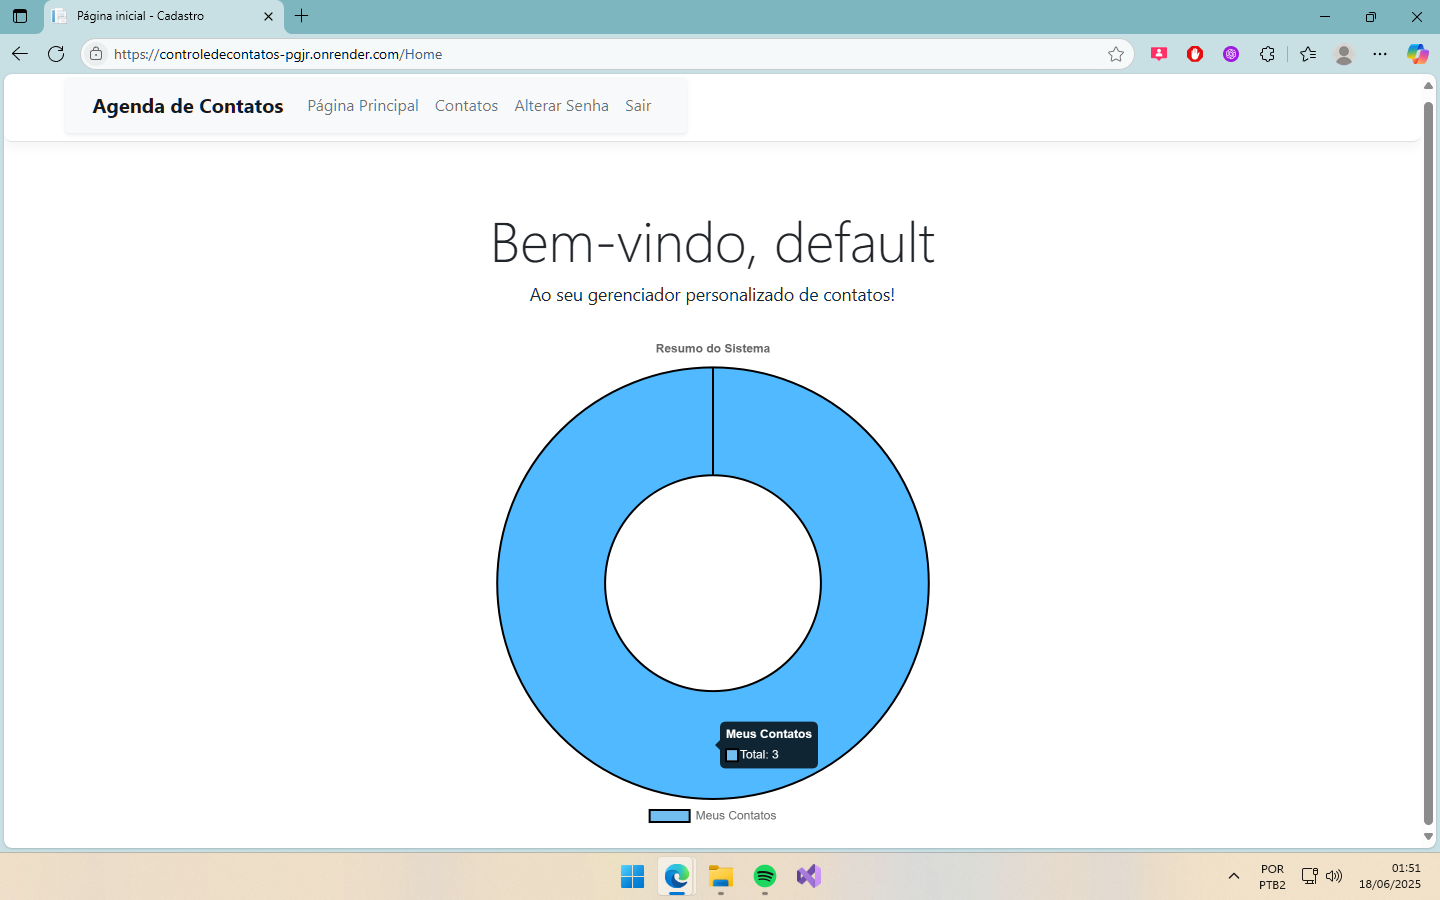 Página inicial - Cadastro
https://controledecontatos-pgjr.onrender.com/Home
Agenda de Contatos Página Principal Contatos Alterar Senha Sair
Bem-vindo, default
Ao seu gerenciador personalizado de contatos!
Resumo do Sistema
Meus Contatos
Total: 3
Meus Contatos
POR
PTB2
01:51
18/06/2025